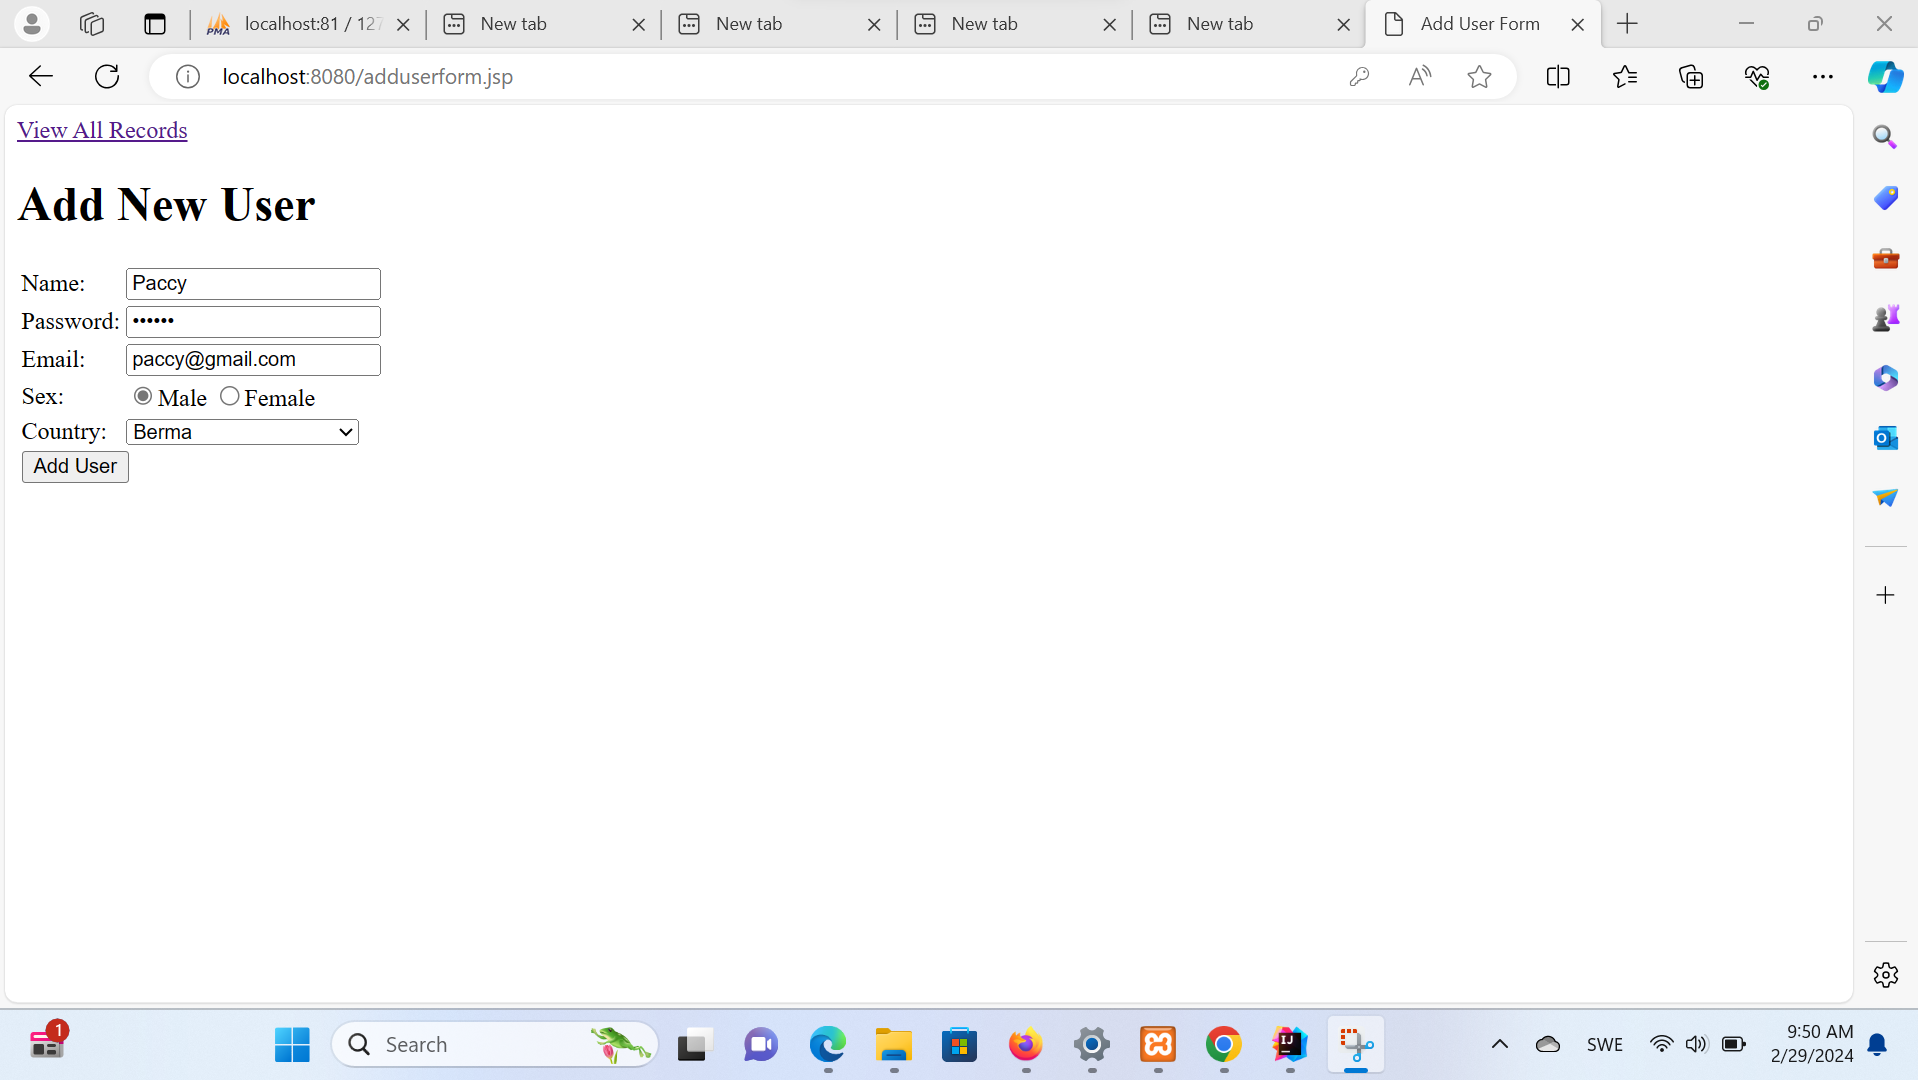 PMA localhost:81 / 127 New tab New tab New tab New tab Add User Form
localhost:8080/adduserform.jsp
View All Records
Add New User
Name: Paccy
Password: ••••••
Email: paccy@gmail.com
Sex: Male Female
Country: Berma
Add User
1 Search SWE 9:50 AM
2/29/2024